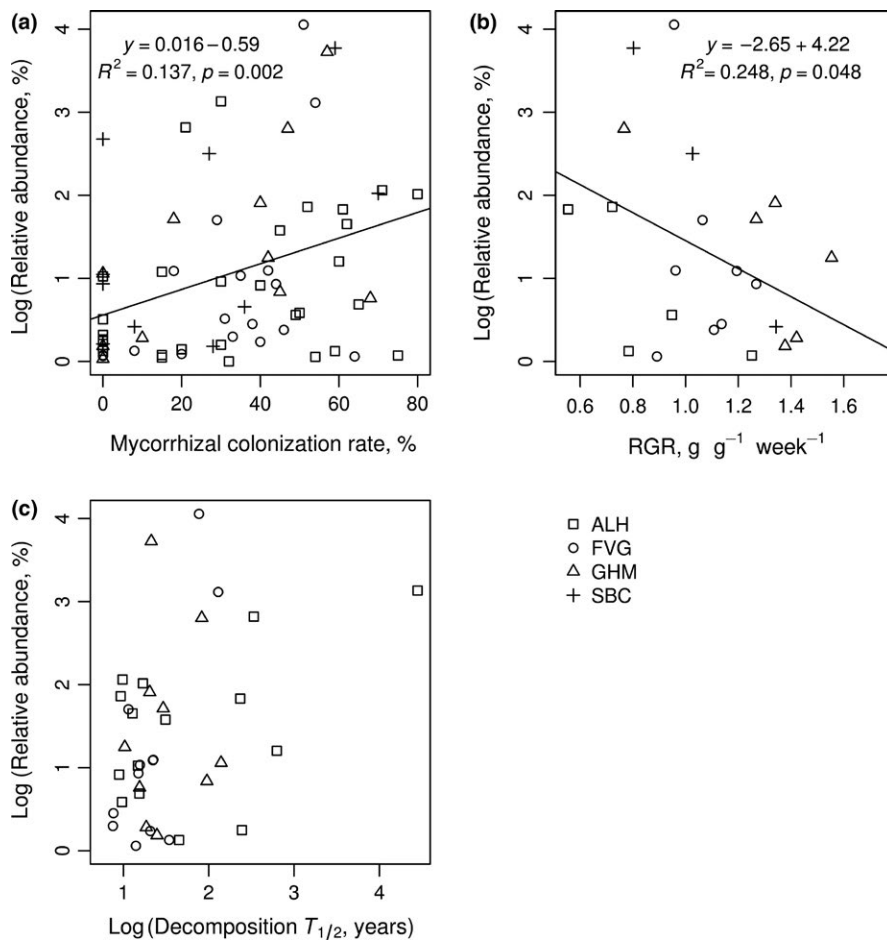 (a)
y = 0.016 − 0.59
R² = 0.137, p = 0.002
Log (Relative abundance, %)
0 1 2 3 4
0 20 40 60 80
Mycorrhizal colonization rate, %
(b)
y = −2.65 + 4.22
R² = 0.248, p = 0.048
Log (Relative abundance, %)
0 1 2 3 4
0.6 0.8 1.0 1.2 1.4 1.6
RGR, g g⁻¹ week⁻¹
(c)
Log (Relative abundance, %)
0 1 2 3 4
1 2 3 4
Log (Decomposition T₁/₂, years)
ALH
FVG
GHM
SBC